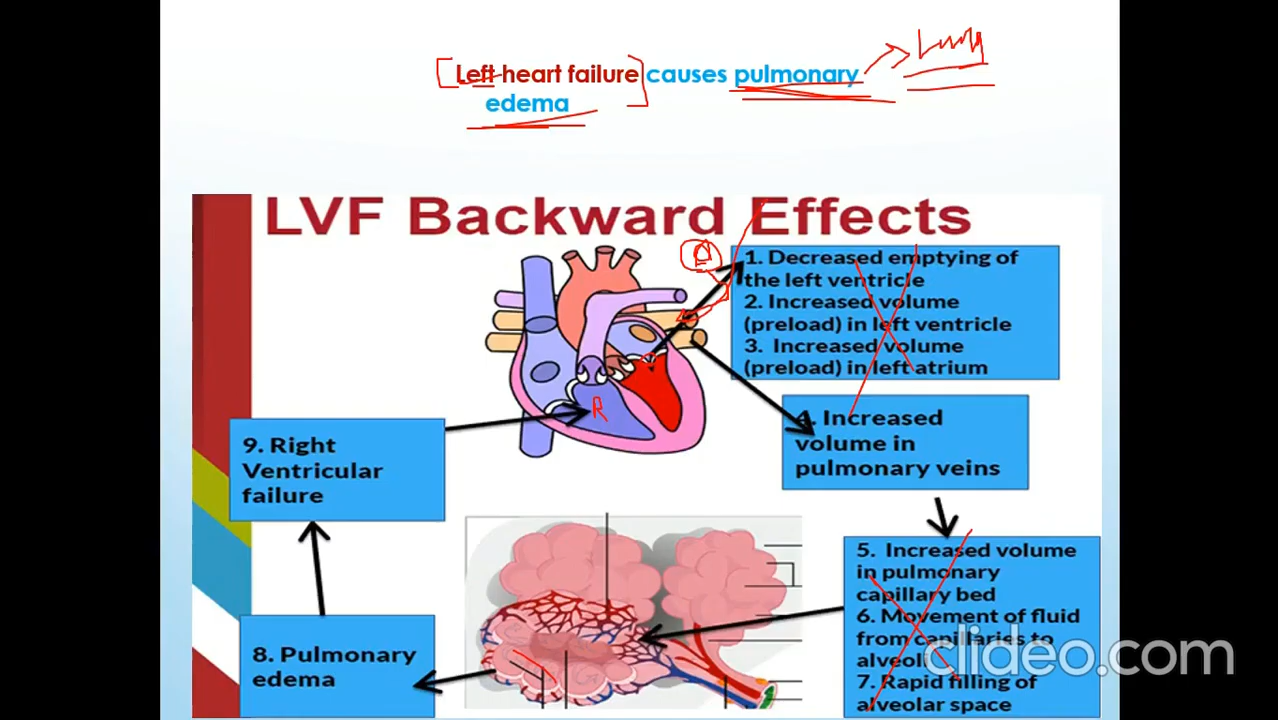 Left heart failure causes pulmonary
edema
Lung
LVF Backward Effects
1. Decreased emptying of
the left ventricle
2. Increased volume
(preload) in left ventricle
3. Increased volume
(preload) in left atrium
R
4. Increased
volume in
pulmonary veins
9. Right
Ventricular
failure
5. Increased volume
in pulmonary
capillary bed
6. Movement of fluid
from capillaries to
alveoli
7. Rapid filling of
alveolar space
8. Pulmonary
edema
clideo.com